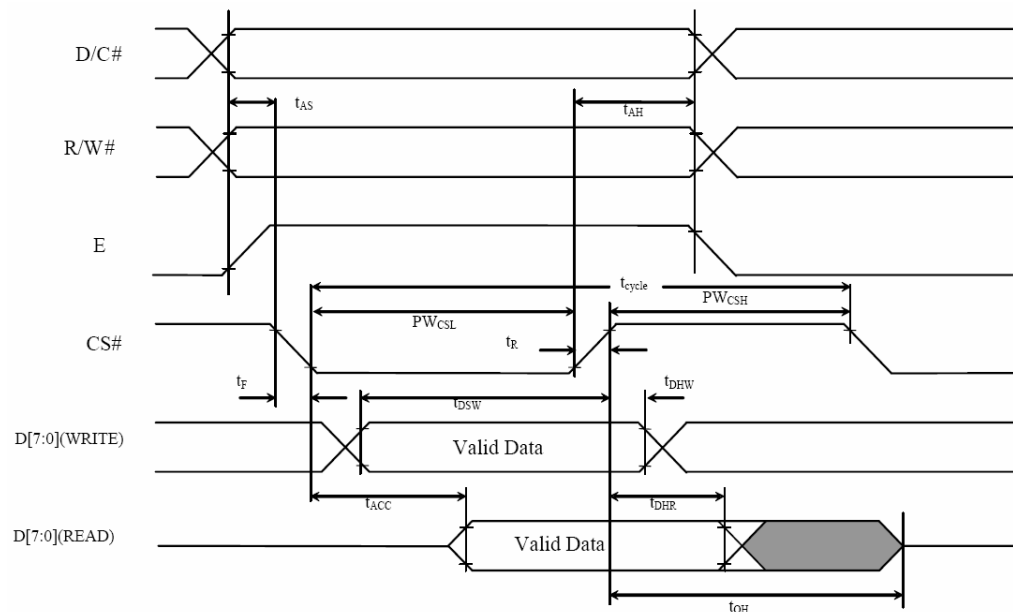 D/C#
tAS
tAH
R/W#
E
tcycle
PWCSL
PWCSH
CS#
tR
tF
tDSW
tDHW
D[7:0](WRITE)
Valid Data
tACC
tDHR
D[7:0](READ)
Valid Data
tOH